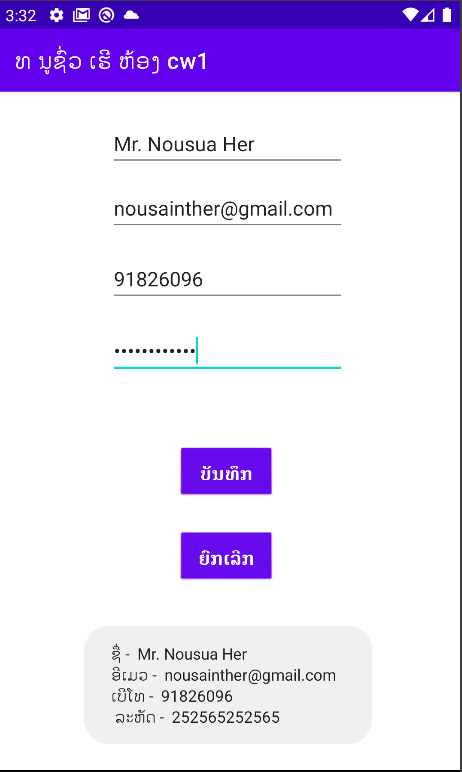 3:32
ທ ນູຊົ່ວ ເຮີ ຫ້ອງ cw1
Mr. Nousua Her
nousainther@gmail.com
91826096
••••••••••••
ບັນທຶກ
ຍົກເລີກ
ຊື່ - Mr. Nousua Her
ອີເມວ - nousainther@gmail.com
ເບີໂທ - 91826096
ລະຫັດ - 252565252565